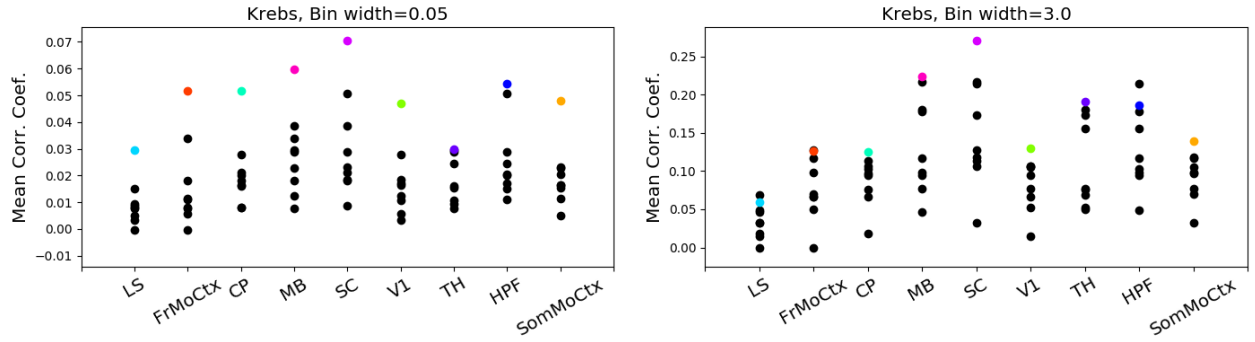 Krebs, Bin width=0.05
Mean Corr. Coef.
0.07
0.06
0.05
0.04
0.03
0.02
0.01
0.00
−0.01
LS
FrMoCtx
CP
MB
SC
V1
TH
HPF
SomMoCtx
Krebs, Bin width=3.0
Mean Corr. Coef.
0.25
0.20
0.15
0.10
0.05
0.00
LS
FrMoCtx
CP
MB
SC
V1
TH
HPF
SomMoCtx